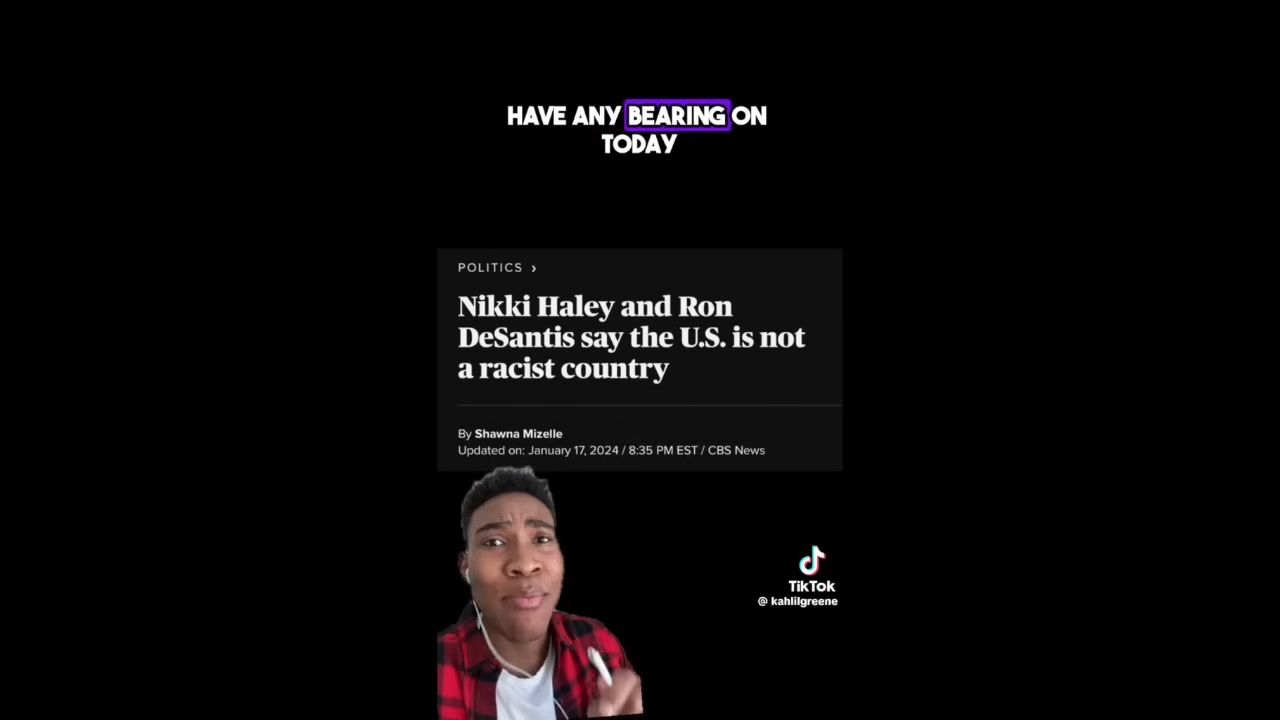 HAVE ANY BEARING ON
TODAY
POLITICS ›
Nikki Haley and Ron
DeSantis say the U.S. is not
a racist country
By Shawna Mizelle
Updated on: January 17, 2024 / 8:35 PM EST / CBS News
TikTok
@ kahlilgreene